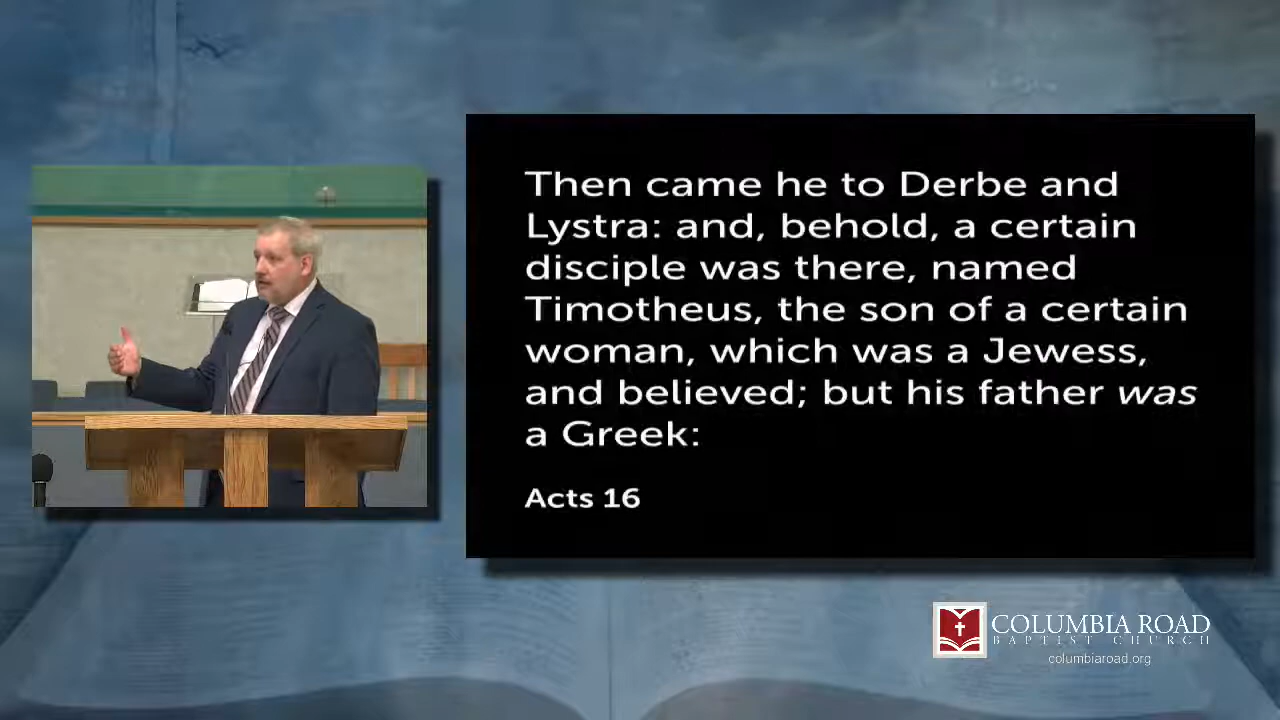 Then came he to Derbe and
Lystra: and, behold, a certain
disciple was there, named
Timotheus, the son of a certain
woman, which was a Jewess,
and believed; but his father was
a Greek:
Acts 16
COLUMBIA ROAD
BAPTIST CHURCH
columbiaroad.org